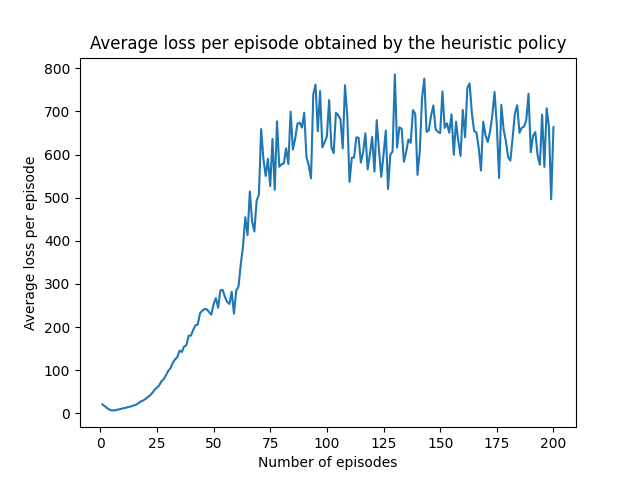 Average loss per episode obtained by the heuristic policy
800
700
600
500
400
300
200
100
0
Average loss per episode
0 25 50 75 100 125 150 175 200
Number of episodes